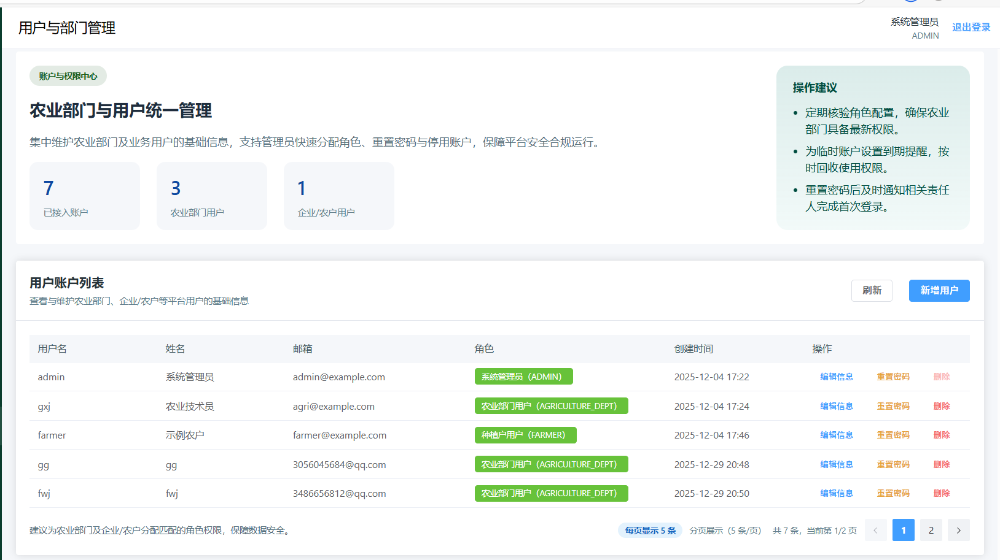 用户与部门管理
系统管理员
ADMIN
退出登录
账户与权限中心
农业部门与用户统一管理
集中维护农业部门及业务用户的基础信息，支持管理员快速分配角色、重置密码与停用账户，保障平台安全合规运行。
7
已接入账户
3
农业部门用户
1
企业/农户用户
操作建议
• 定期核验角色配置，确保农业
部门具备最新权限。
• 为临时账户设置到期提醒，按
时回收使用权限。
• 重置密码后及时通知相关责任
人完成首次登录。
用户账户列表
查看与维护农业部门、企业/农户等平台用户的基础信息
刷新
新增用户
用户名 姓名 邮箱 角色 创建时间 操作
admin 系统管理员 admin@example.com 系统管理员（ADMIN） 2025-12-04 17:22 编辑信息 重置密码 删除
gxj 农业技术员 agri@example.com 农业部门用户（AGRICULTURE_DEPT） 2025-12-04 17:24 编辑信息 重置密码 删除
farmer 示例农户 farmer@example.com 种植户用户（FARMER） 2025-12-04 17:46 编辑信息 重置密码 删除
gg gg 3056045684@qq.com 农业部门用户（AGRICULTURE_DEPT） 2025-12-29 20:48 编辑信息 重置密码 删除
fwj fwj 3486656812@qq.com 农业部门用户（AGRICULTURE_DEPT） 2025-12-29 20:50 编辑信息 重置密码 删除
建议为农业部门及企业/农户分配匹配的角色权限，保障数据安全。
每页显示 5 条 分页展示（5 条/页） 共 7 条，当前第 1/2 页 < 1 2 >